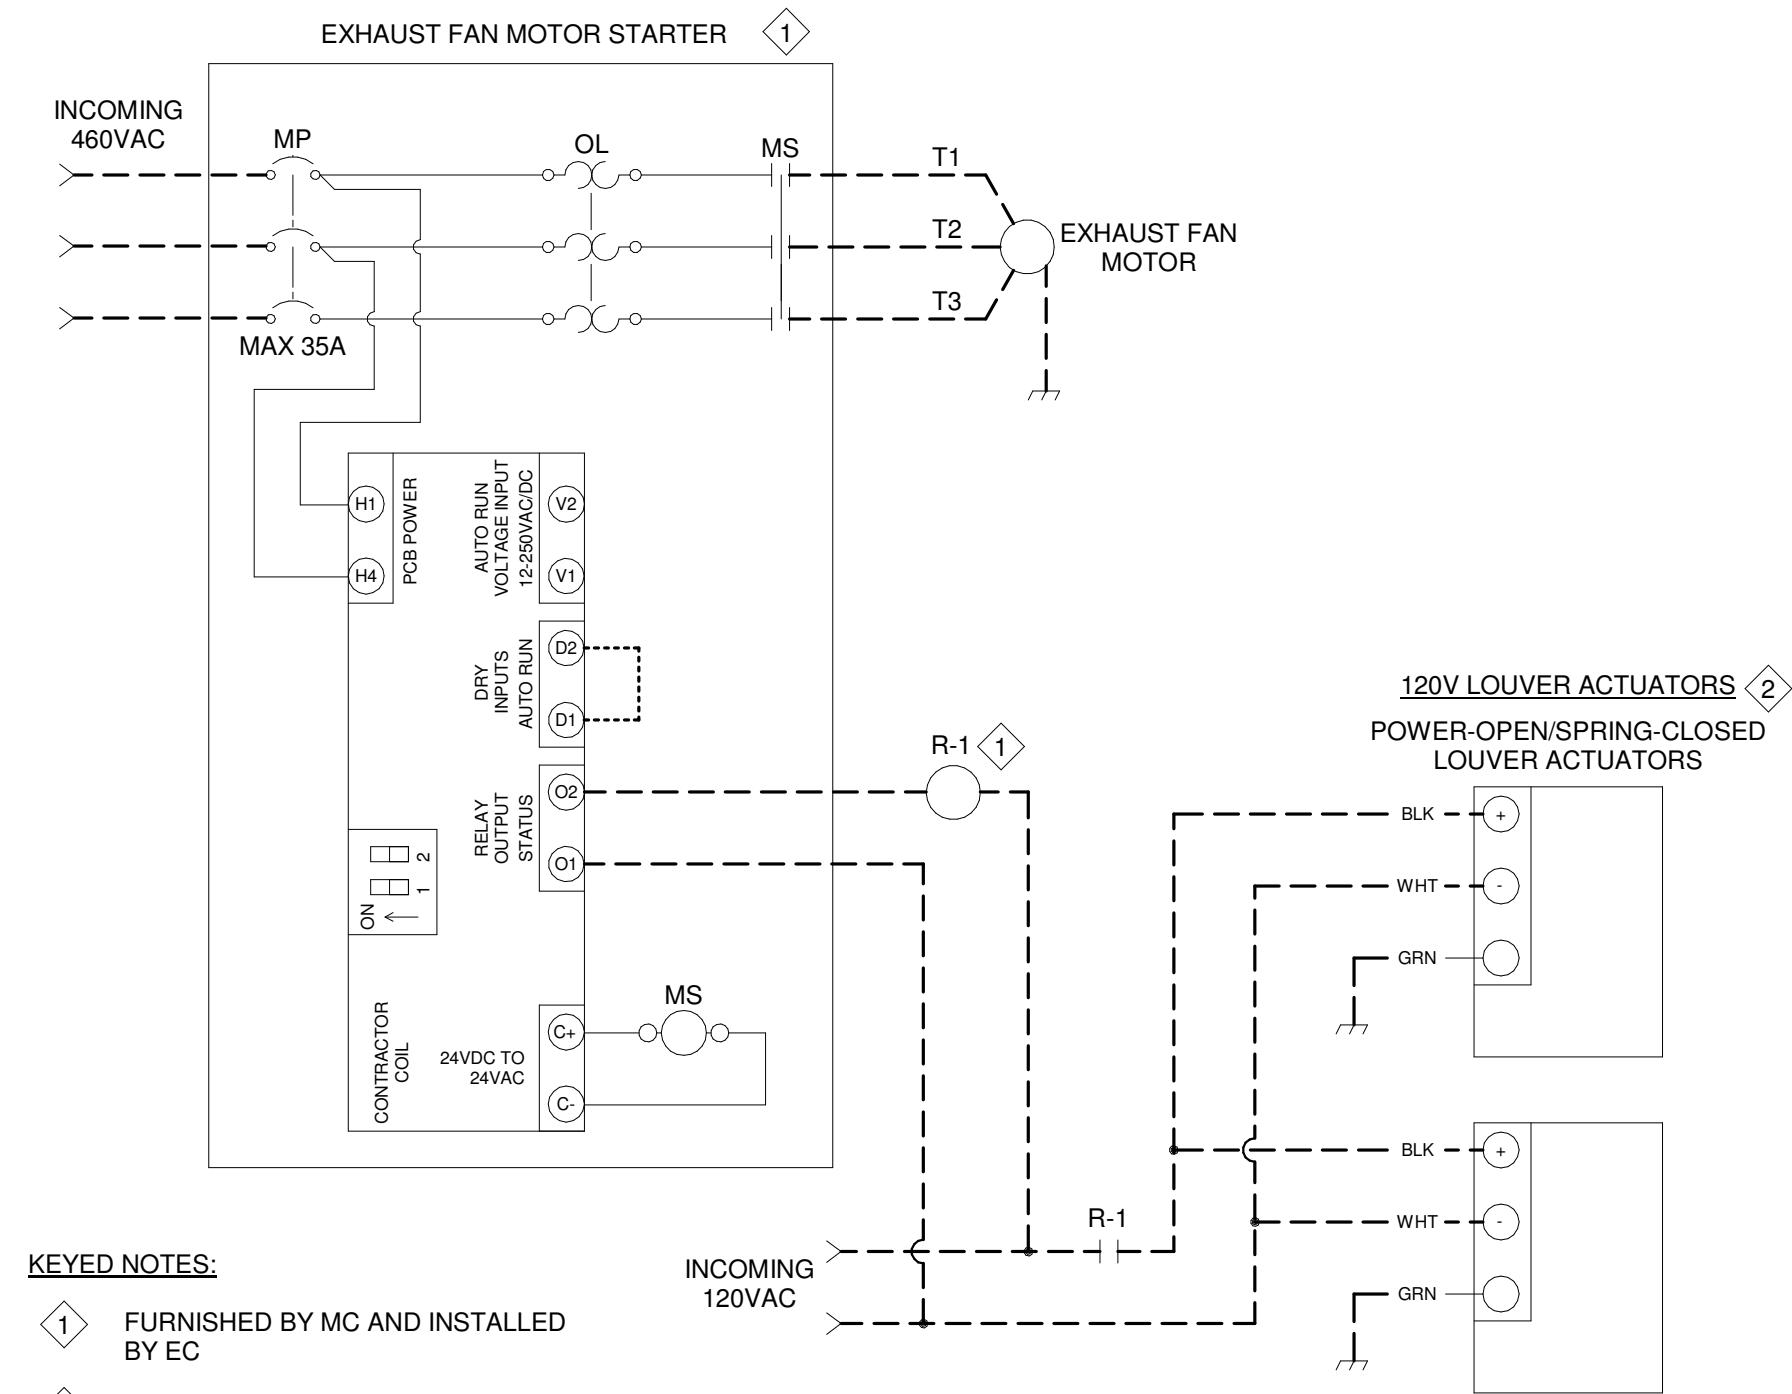 EXHAUST FAN MOTOR STARTER
1
INCOMING
460VAC
MP
OL
MS
T1
T2
T3
EXHAUST FAN
MOTOR
MAX 35A
H1
H4
PCB POWER
AUTO RUN
VOLTAGE INPUT
12-250VAC/DC
V2
V1
DRY
INPUTS
AUTO RUN
D2
D1
RELAY
OUTPUT
STATUS
O2
O1
2
1
ON
CONTRACTOR
COIL
24VDC TO
24VAC
C+
C-
MS
R-1
1
120V LOUVER ACTUATORS
2
POWER-OPEN/SPRING-CLOSED
LOUVER ACTUATORS
BLK
+
WHT
-
GRN
BLK
+
WHT
-
GRN
R-1
INCOMING
120VAC
KEYED NOTES:
1
FURNISHED BY MC AND INSTALLED
BY EC